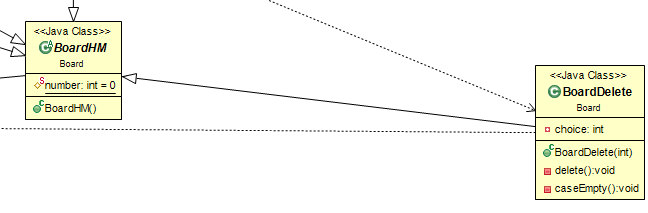 <<Java Class>>
BoardHM
Board
number: int = 0
BoardHM()
<<Java Class>>
BoardDelete
Board
choice: int
BoardDelete(int)
delete():void
caseEmpty():void